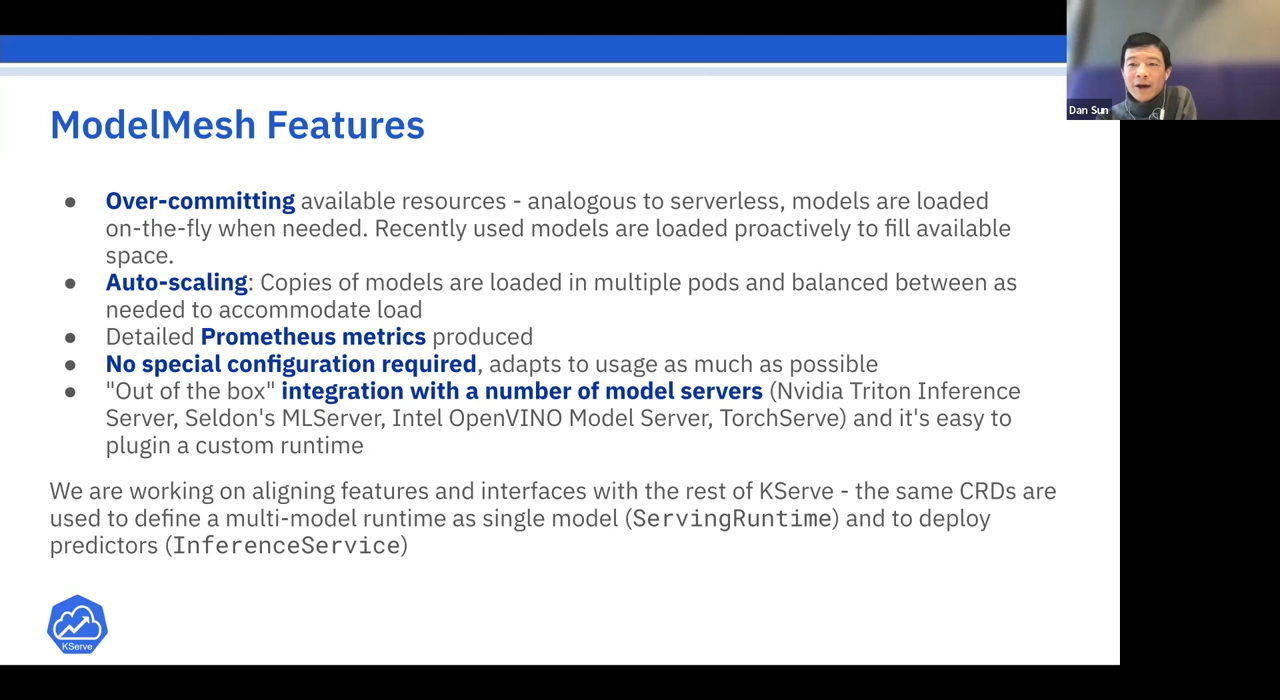 ModelMesh Features
● Over-committing available resources - analogous to serverless, models are loaded
on-the-fly when needed. Recently used models are loaded proactively to fill available
space.
● Auto-scaling: Copies of models are loaded in multiple pods and balanced between as
needed to accommodate load
● Detailed Prometheus metrics produced
● No special configuration required, adapts to usage as much as possible
● "Out of the box" integration with a number of model servers (Nvidia Triton Inference
Server, Seldon's MLServer, Intel OpenVINO Model Server, TorchServe) and it's easy to
plugin a custom runtime
We are working on aligning features and interfaces with the rest of KServe - the same CRDs are
used to define a multi-model runtime as single model (ServingRuntime) and to deploy
predictors (InferenceService)
KServe
Dan Sun